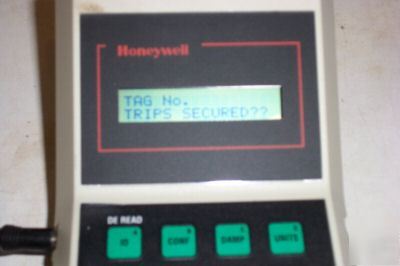 Honeywell
TAG No.
TRIPS SECURED??
DE READ
ID
CONF
DAMP
UNITS